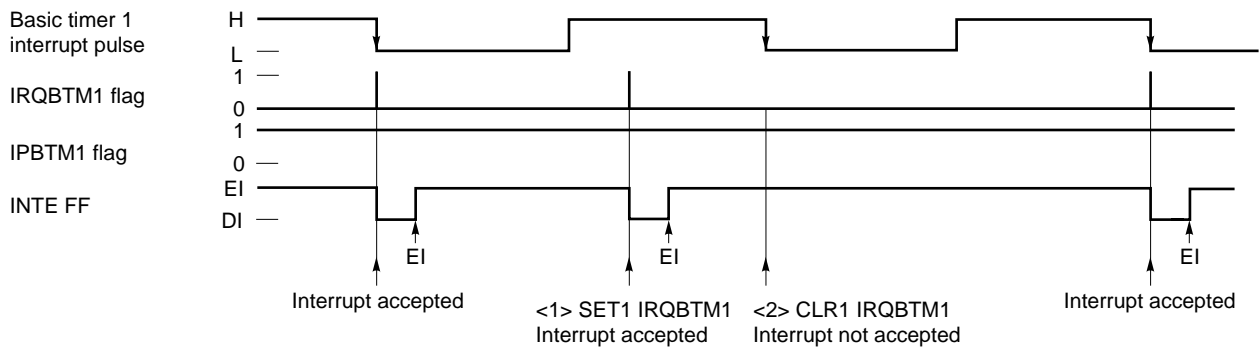 Basic timer 1
interrupt pulse
H
L
IRQBTM1 flag
1
0
IPBTM1 flag
1
0
INTE FF
EI
DI
EI
EI
EI
Interrupt accepted
<1> SET1 IRQBTM1
Interrupt accepted
<2> CLR1 IRQBTM1
Interrupt not accepted
Interrupt accepted